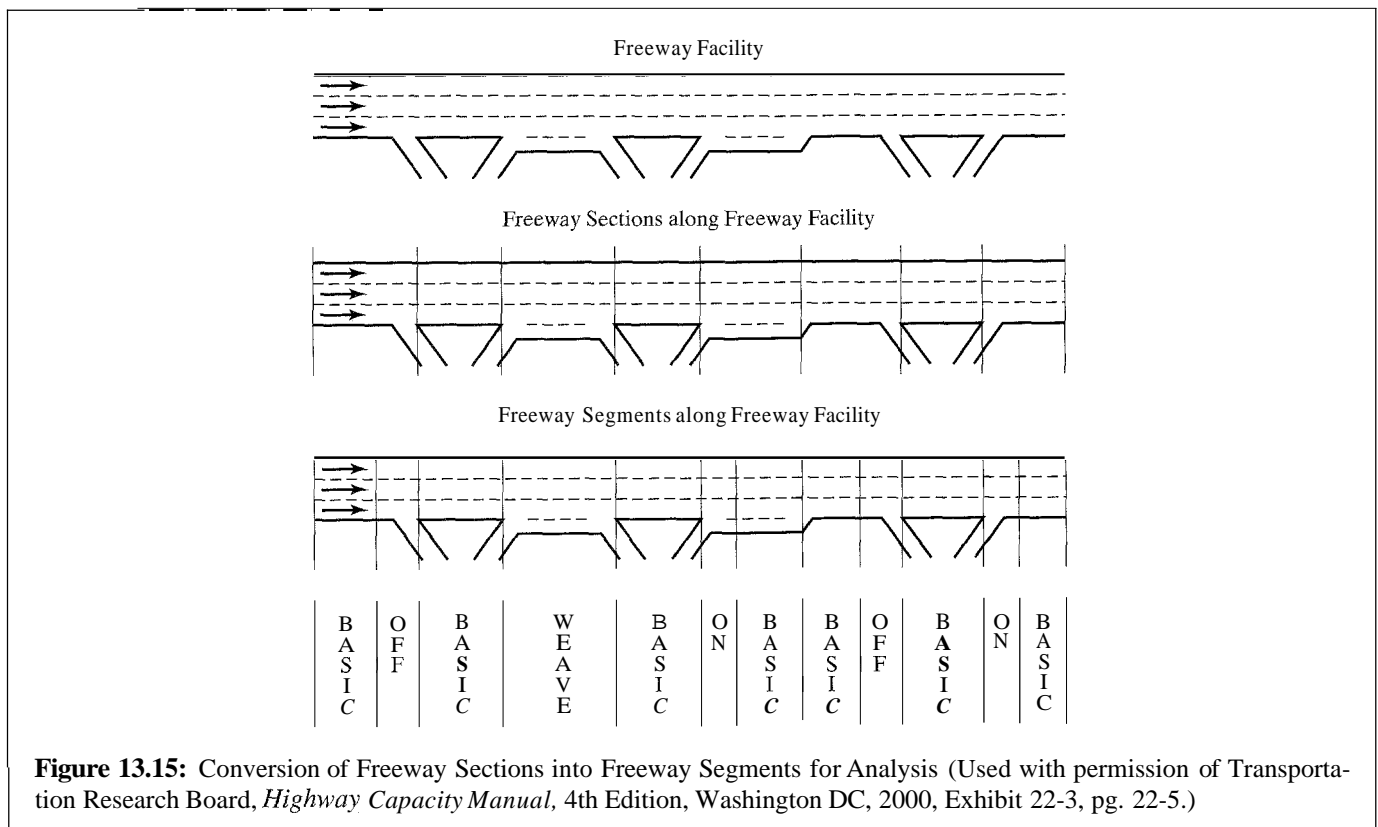 Freeway Facility
Freeway Sections along Freeway Facility
Freeway Segments along Freeway Facility
BASIC
OFF
BASIC
WEAVE
BASIC
ON
BASIC
BASIC
OFF
BASIC
ON
BASIC
Figure 13.15: Conversion of Freeway Sections into Freeway Segments for Analysis (Used with permission of Transporta-
tion Research Board, Highway Capacity Manual, 4th Edition, Washington DC, 2000, Exhibit 22-3, pg. 22-5.)